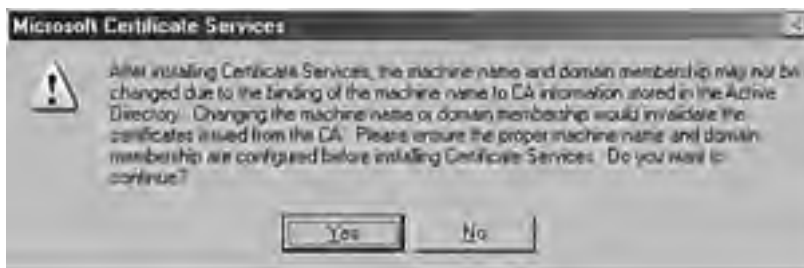 Microsoft Certificate Services
After installing Certificate Services, the machine name and domain membership may not be
changed due to the binding of the machine name to CA information stored in the Active
Directory. Changing the machine name or domain membership would invalidate the
certificates issued from the CA. Please ensure the proper machine name and domain
membership are configured before installing Certificate Services. Do you want to
continue?
Yes No